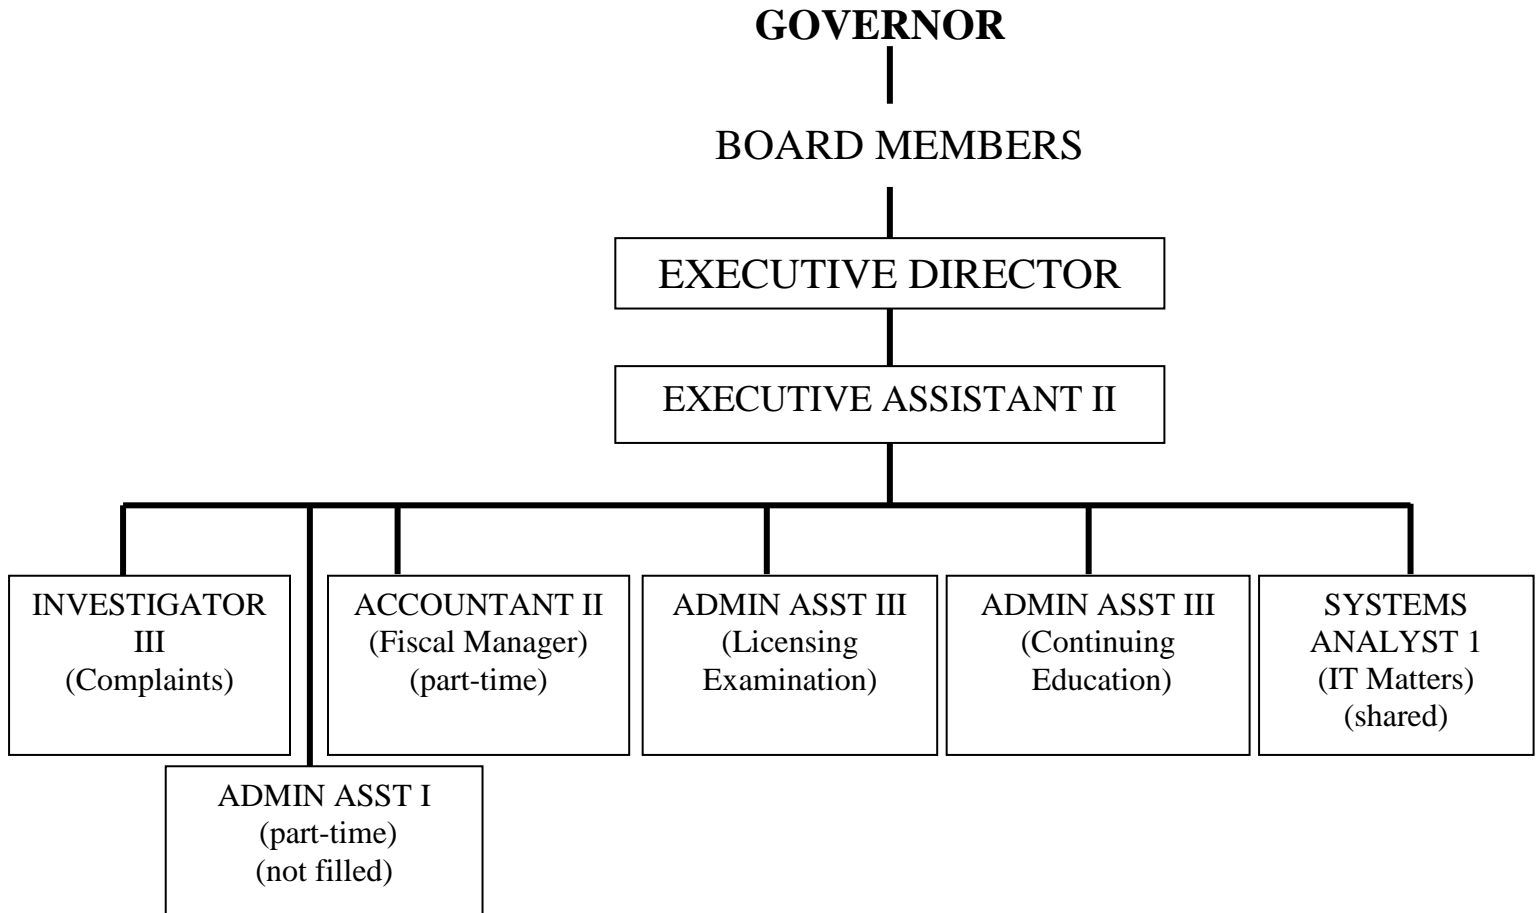 GOVERNOR
BOARD MEMBERS
EXECUTIVE DIRECTOR
EXECUTIVE ASSISTANT II
INVESTIGATOR
III
(Complaints)
ACCOUNTANT II
(Fiscal Manager)
(part-time)
ADMIN ASST III
(Licensing
Examination)
ADMIN ASST III
(Continuing
Education)
SYSTEMS
ANALYST 1
(IT Matters)
(shared)
ADMIN ASST I
(part-time)
(not filled)